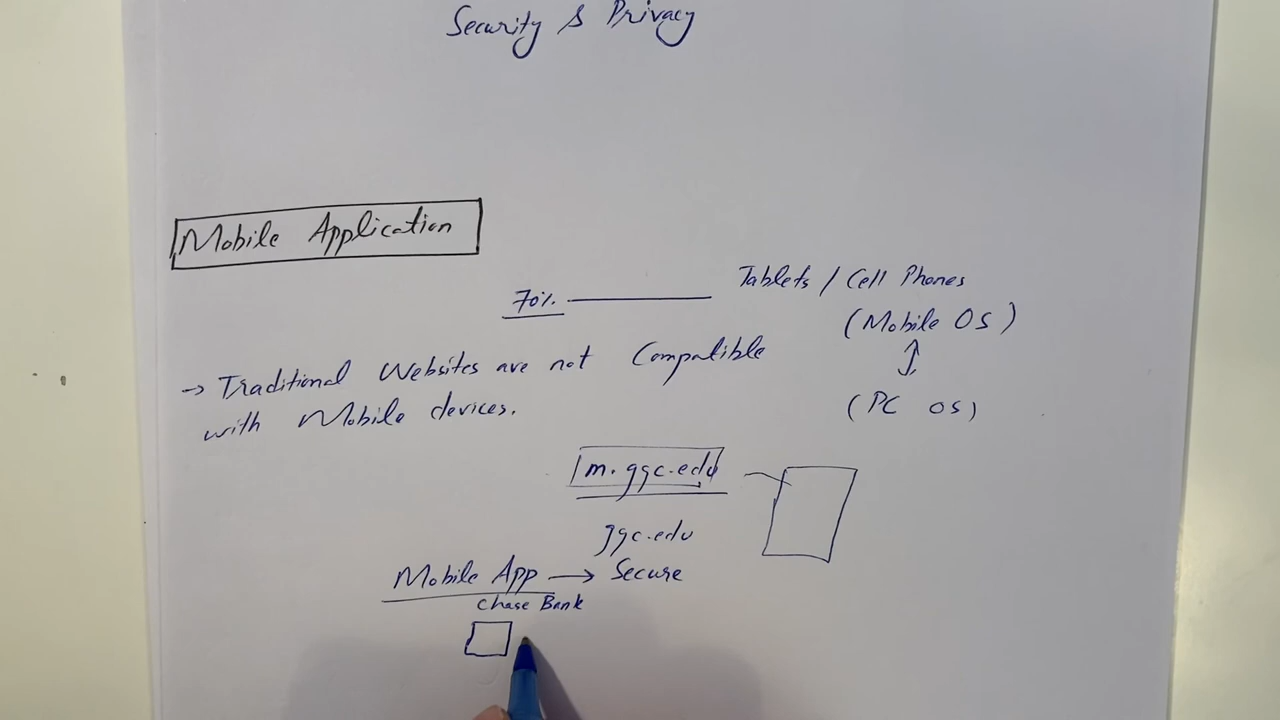 Security & Privacy
Mobile Application
70% Tablets / Cell Phones
(Mobile OS)
→ Traditional Websites are not Compatible
with Mobile devices.
(PC OS)
m.ggc.edu
ggc.edu
Mobile App → Secure
Chase Bank